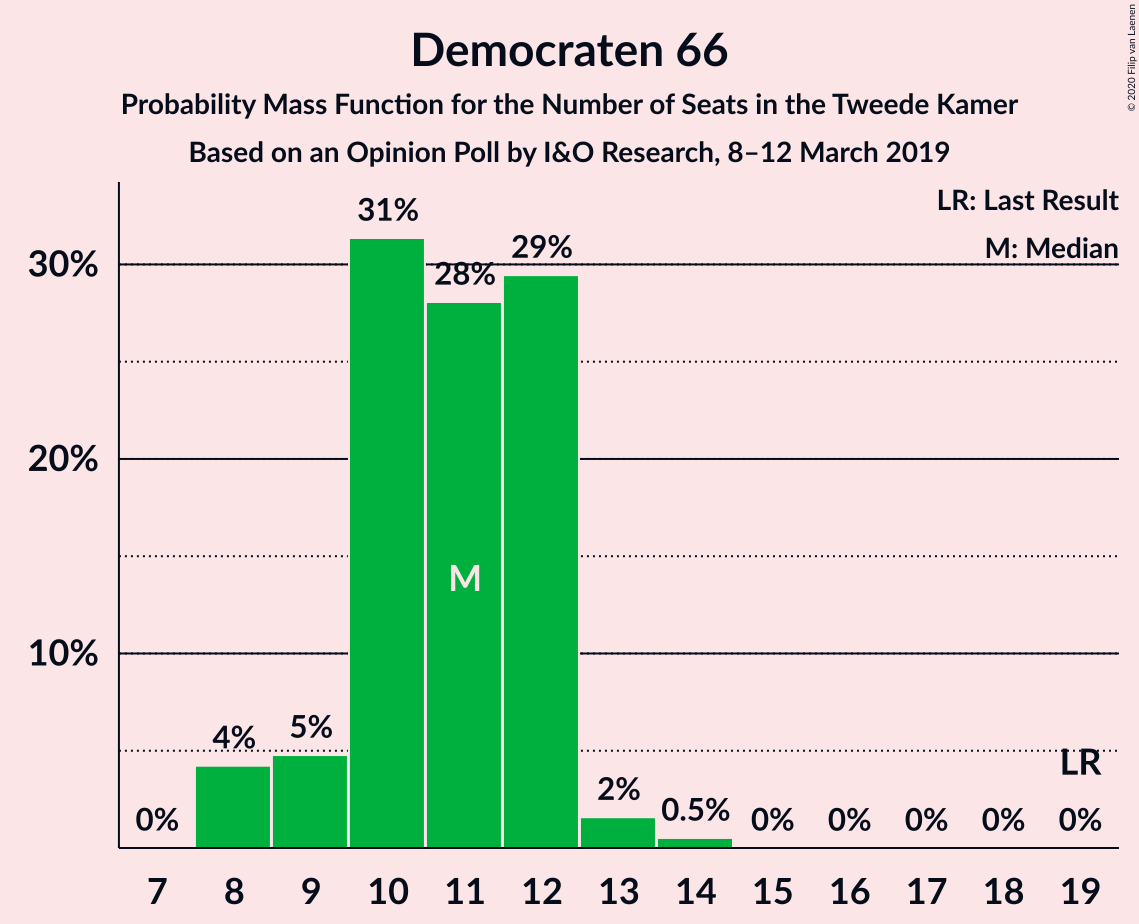 Democraten 66
Probability Mass Function for the Number of Seats in the Tweede Kamer
Based on an Opinion Poll by I&O Research, 8–12 March 2019
© 2020 Filip van Laenen
LR: Last Result
M: Median
30%
20%
10%
0%
4%
5%
31%
28%
29%
2%
0.5%
0%
0%
0%
0%
0%
M
LR
7 8 9 10 11 12 13 14 15 16 17 18 19